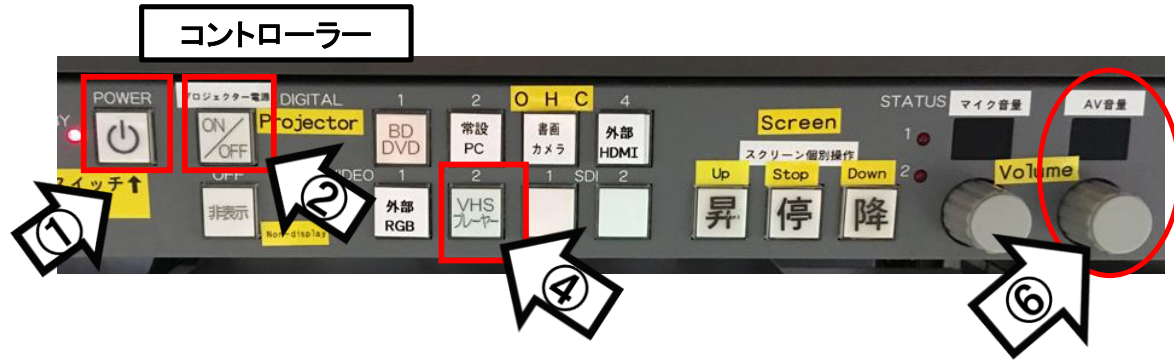 コントローラー
POWER
プロジェクター電源
DIGITAL
1
2
O H C
4
STATUS
マイク音量
AV音量
ON/OFF
Projector
BD
DVD
常設
PC
書画
カメラ
外部
HDMI
Screen
スクリーン個別操作
1
スイッチ↑
①
OFF
②
VIDEO
1
2
1
SDI
2
Up
Stop
Down
2
Volume
非表示
Non-display
外部
RGB
VHS
プレーヤー
昇
停
降
④
⑥